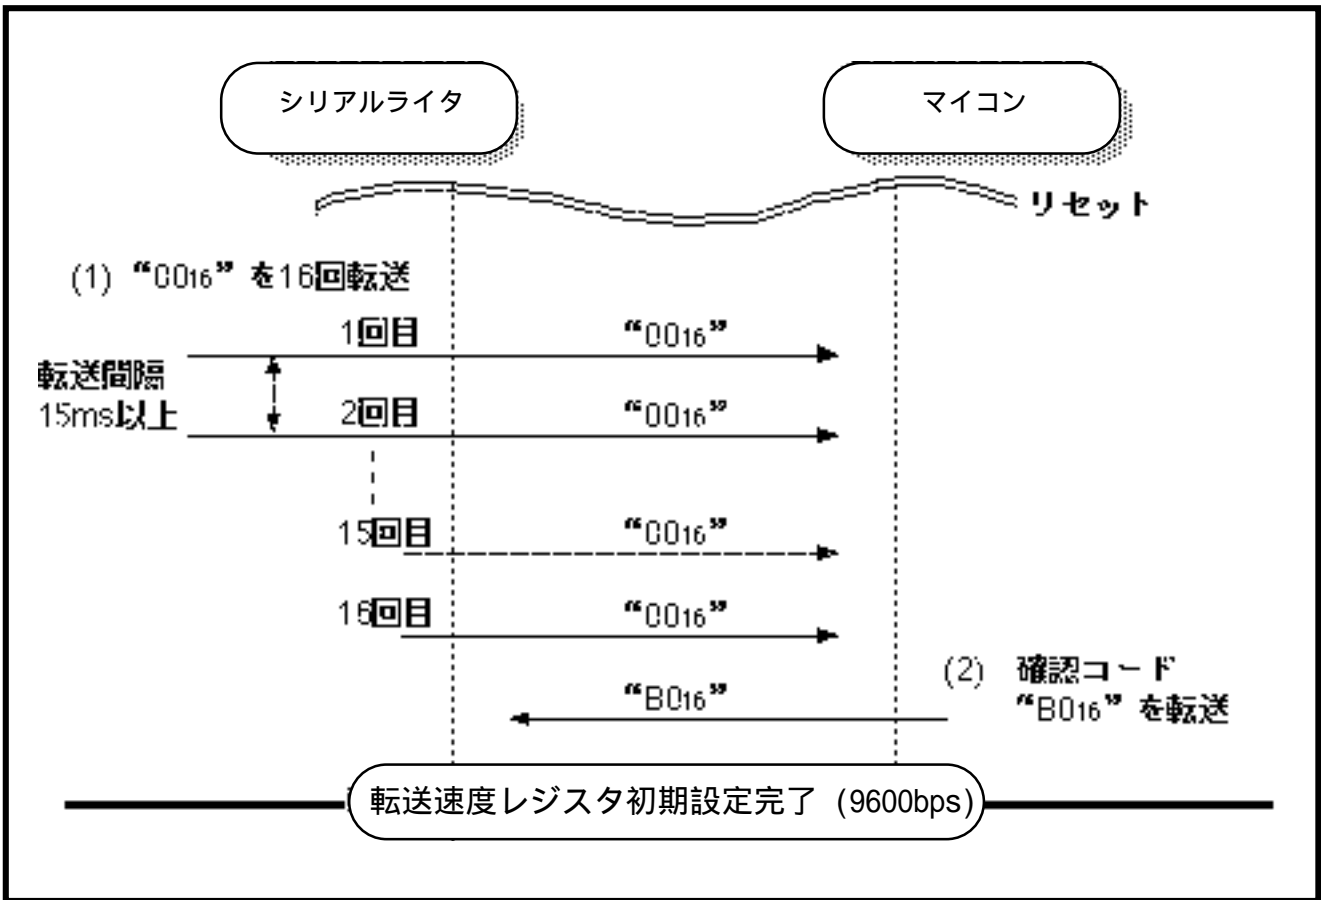 シリアルライタ
マイコン
リセット
(1) “0016” を16回転送
1回目 “0016”
転送間隔
15ms以上
2回目 “0016”
15回目 “0016”
16回目 “0016”
(2) 確認コード
“B016” を転送
“B016”
転送速度レジスタ初期設定完了 (9600bps)